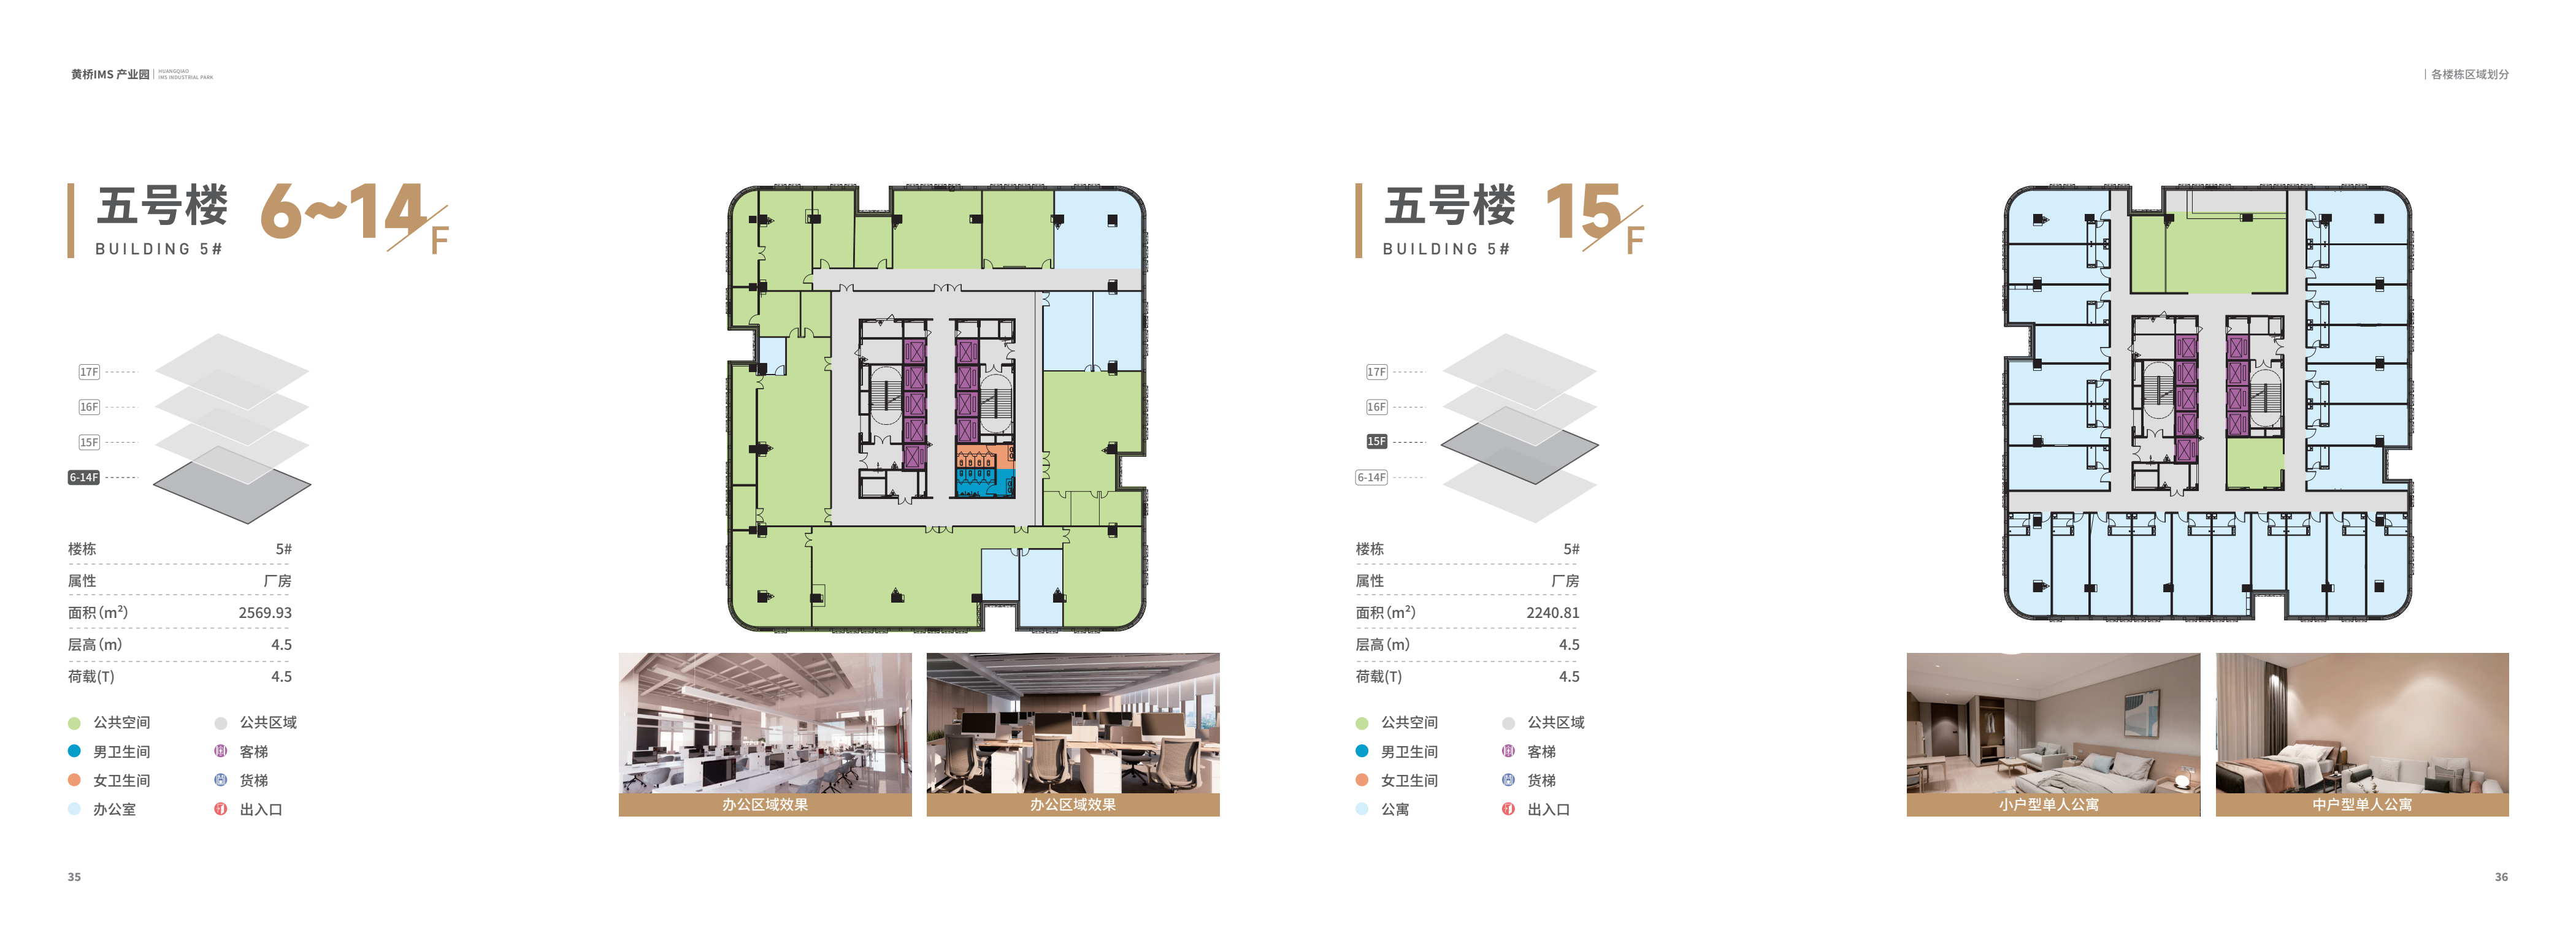 黄桥IMS 产业园
HUANGQIAO
IMS INDUSTRIAL PARK
各楼栋区域划分
五号楼 6~14F
BUILDING 5#
17F
16F
15F
6-14F
楼栋 5#
属性 厂房
面积(m²) 2569.93
层高(m) 4.5
荷载(T) 4.5
公共空间 公共区域
男卫生间 客梯
女卫生间 货梯
办公室 出入口
办公区域效果
办公区域效果
35
五号楼 15F
BUILDING 5#
17F
16F
15F
6-14F
楼栋 5#
属性 厂房
面积(m²) 2240.81
层高(m) 4.5
荷载(T) 4.5
公共空间 公共区域
男卫生间 客梯
女卫生间 货梯
公寓 出入口
小户型单人公寓
中户型单人公寓
36